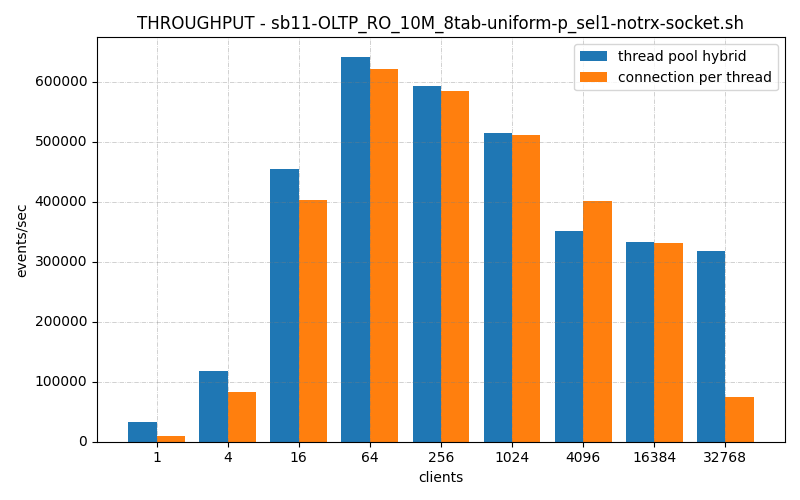 THROUGHPUT - sb11-OLTP_RO_10M_8tab-uniform-p_sel1-notrx-socket.sh
thread pool hybrid
connection per thread
600000
500000
400000
300000
200000
100000
0
events/sec
1 4 16 64 256 1024 4096 16384 32768
clients